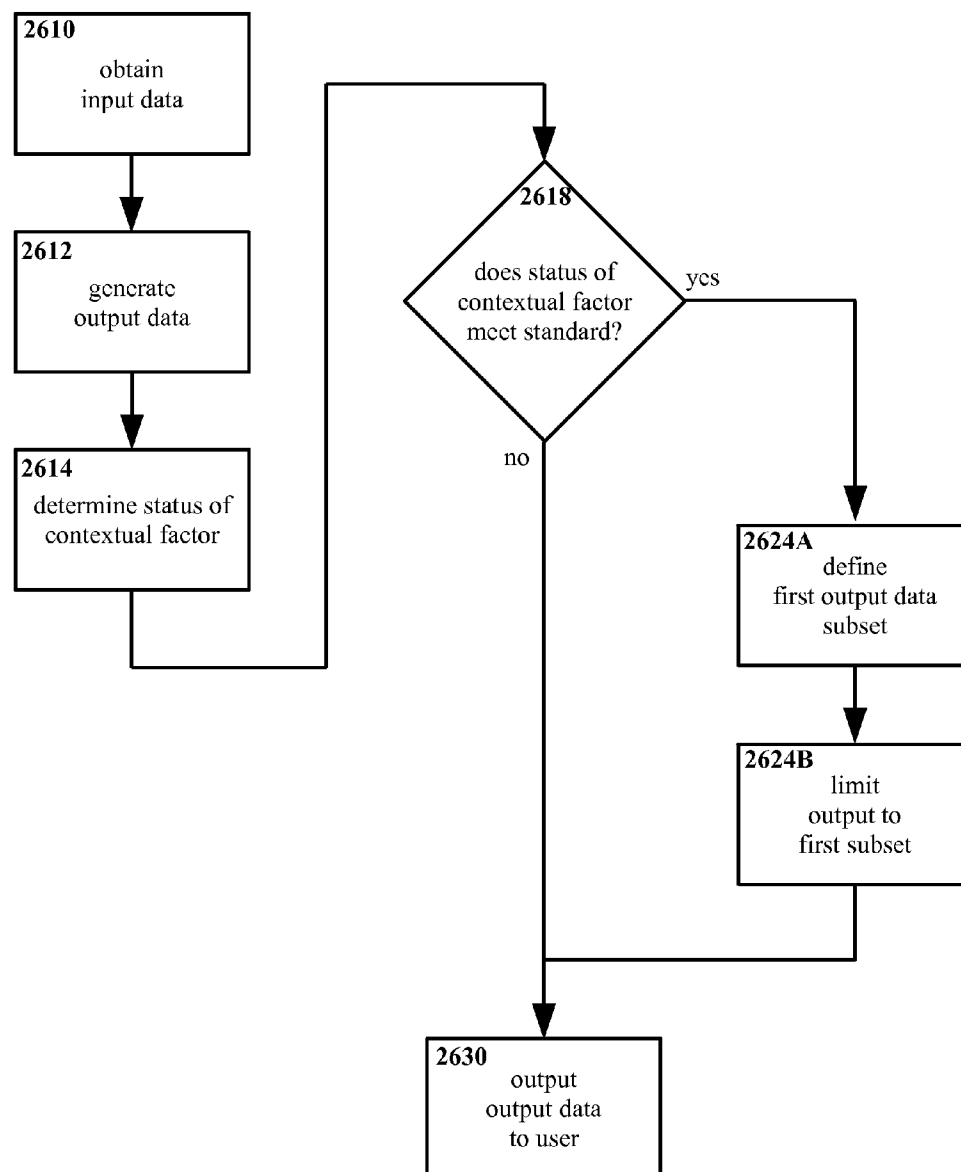 2610
obtain
input data
2612
generate
output data
2614
determine status of
contextual factor
2618
does status of
contextual factor
meet standard?
yes
no
2624A
define
first output data
subset
2624B
limit
output to
first subset
2630
output
output data
to user